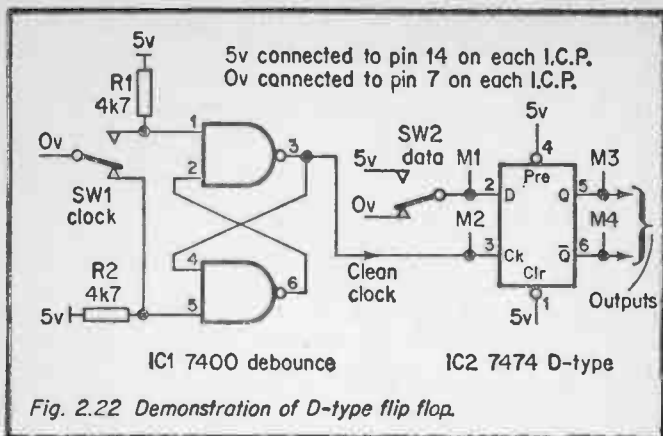 5v
5v connected to pin 14 on each I.C.P.
0v connected to pin 7 on each I.C.P.
R1
4k7
0v
SW1
clock
1
2
3
4
5
6
R2
4k7
5v
Clean
clock
5v
SW2
data
0v
M1
M2
5v
4
Pre
2
D
Q
5
3
Ck
Q̄
6
Clr
1
5v
M3
M4
Outputs
IC1 7400 debounce
IC2 7474 D-type
Fig. 2.22 Demonstration of D-type flip flop.